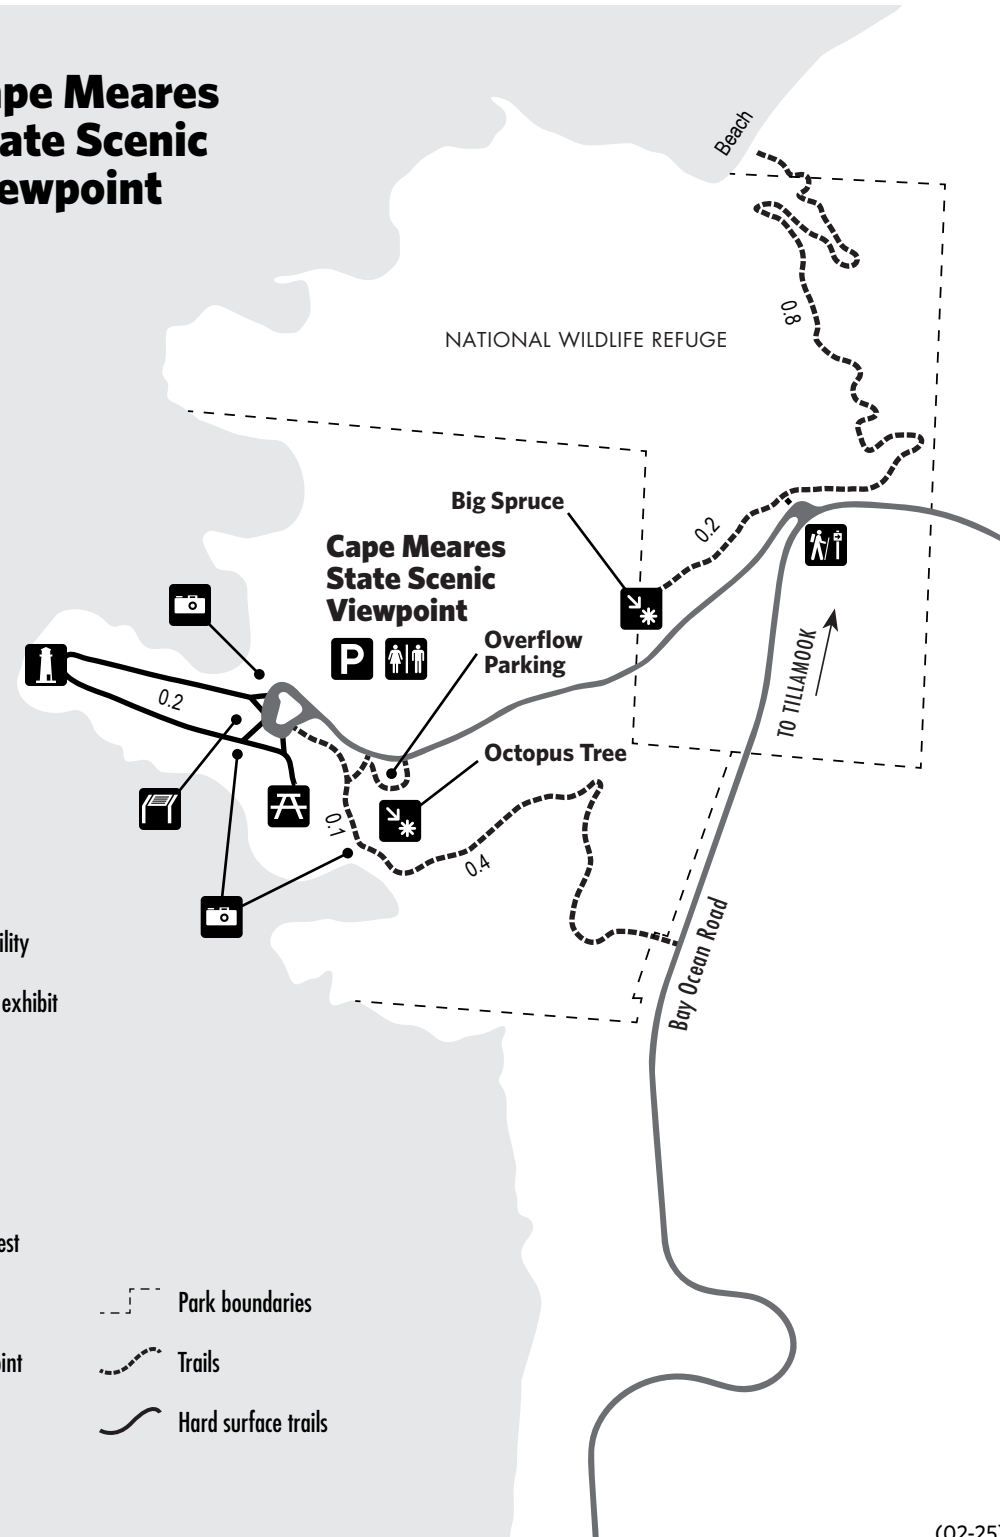 ape Meares
ate Scenic
ewpoint
Beach
0.8
NATIONAL WILDLIFE REFUGE
Big Spruce
0.2
Cape Meares
State Scenic
Viewpoint
P
Overflow
Parking
0.2
TO TILLAMOOK
Octopus Tree
0.1
0.4
Bay Ocean Road
ility
exhibit
est
Park boundaries
int
Trails
Hard surface trails
(02-25)